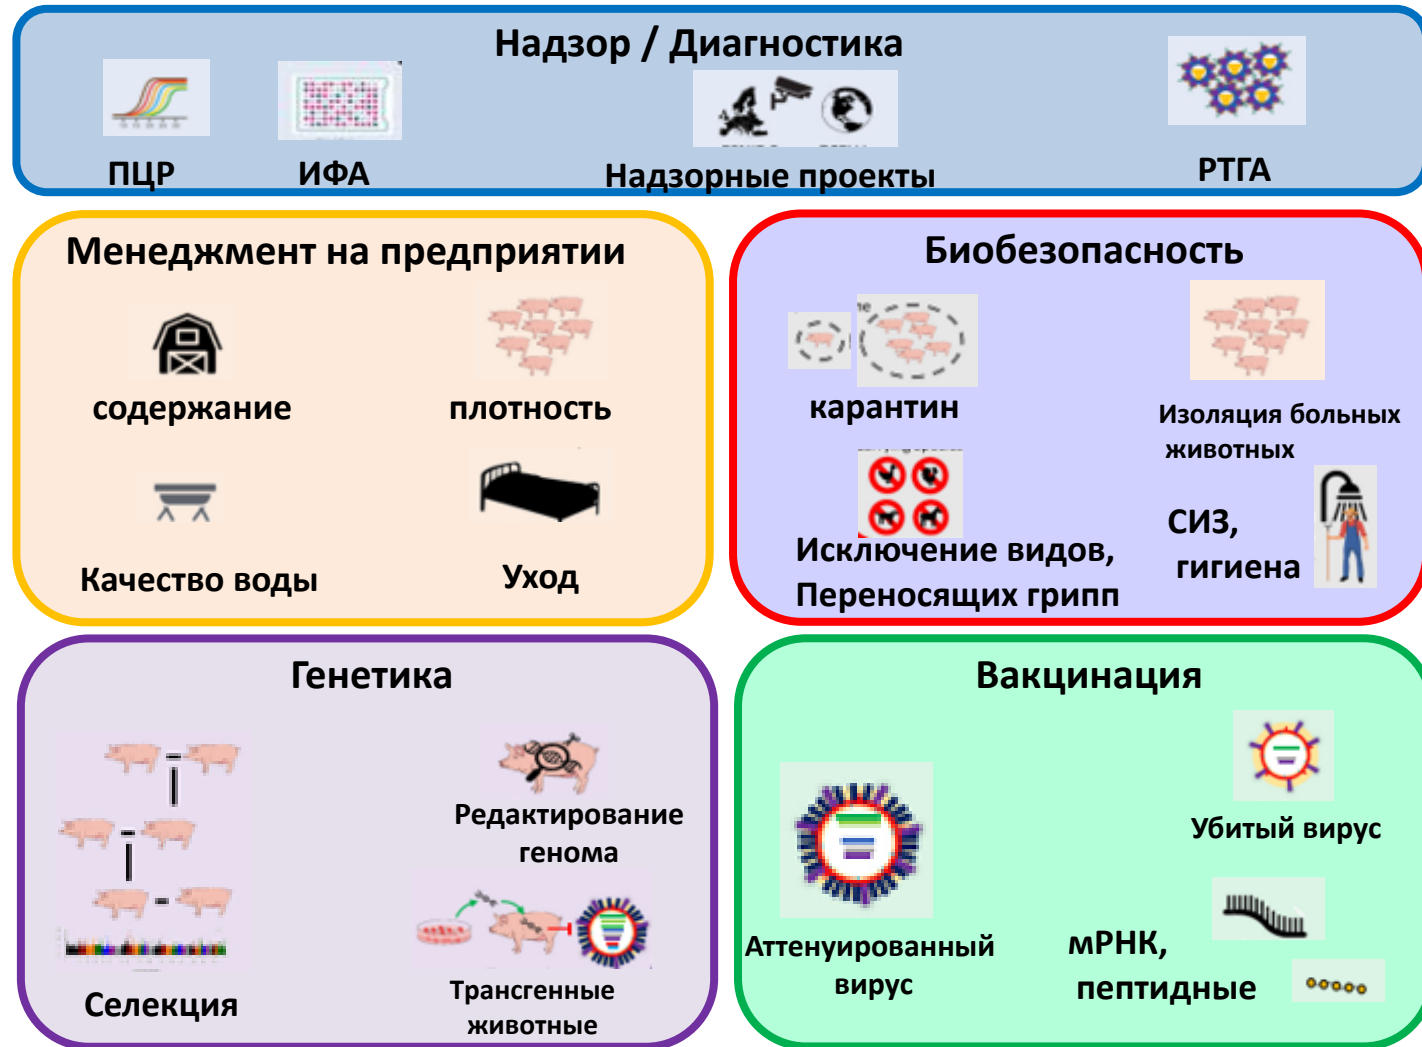 Надзор / Диагностика
ПЦР
ИФА
Надзорные проекты
РТГА
Менеджмент на предприятии
содержание
плотность
Качество воды
Уход
Биобезопасность
карантин
Изоляция больных
животных
Исключение видов,
Переносящих грипп
СИЗ,
гигиена
Генетика
Редактирование
генома
Селекция
Трансгенные
животные
Вакцинация
Убитый вирус
Аттенуированный
вирус
мРНК,
пептидные